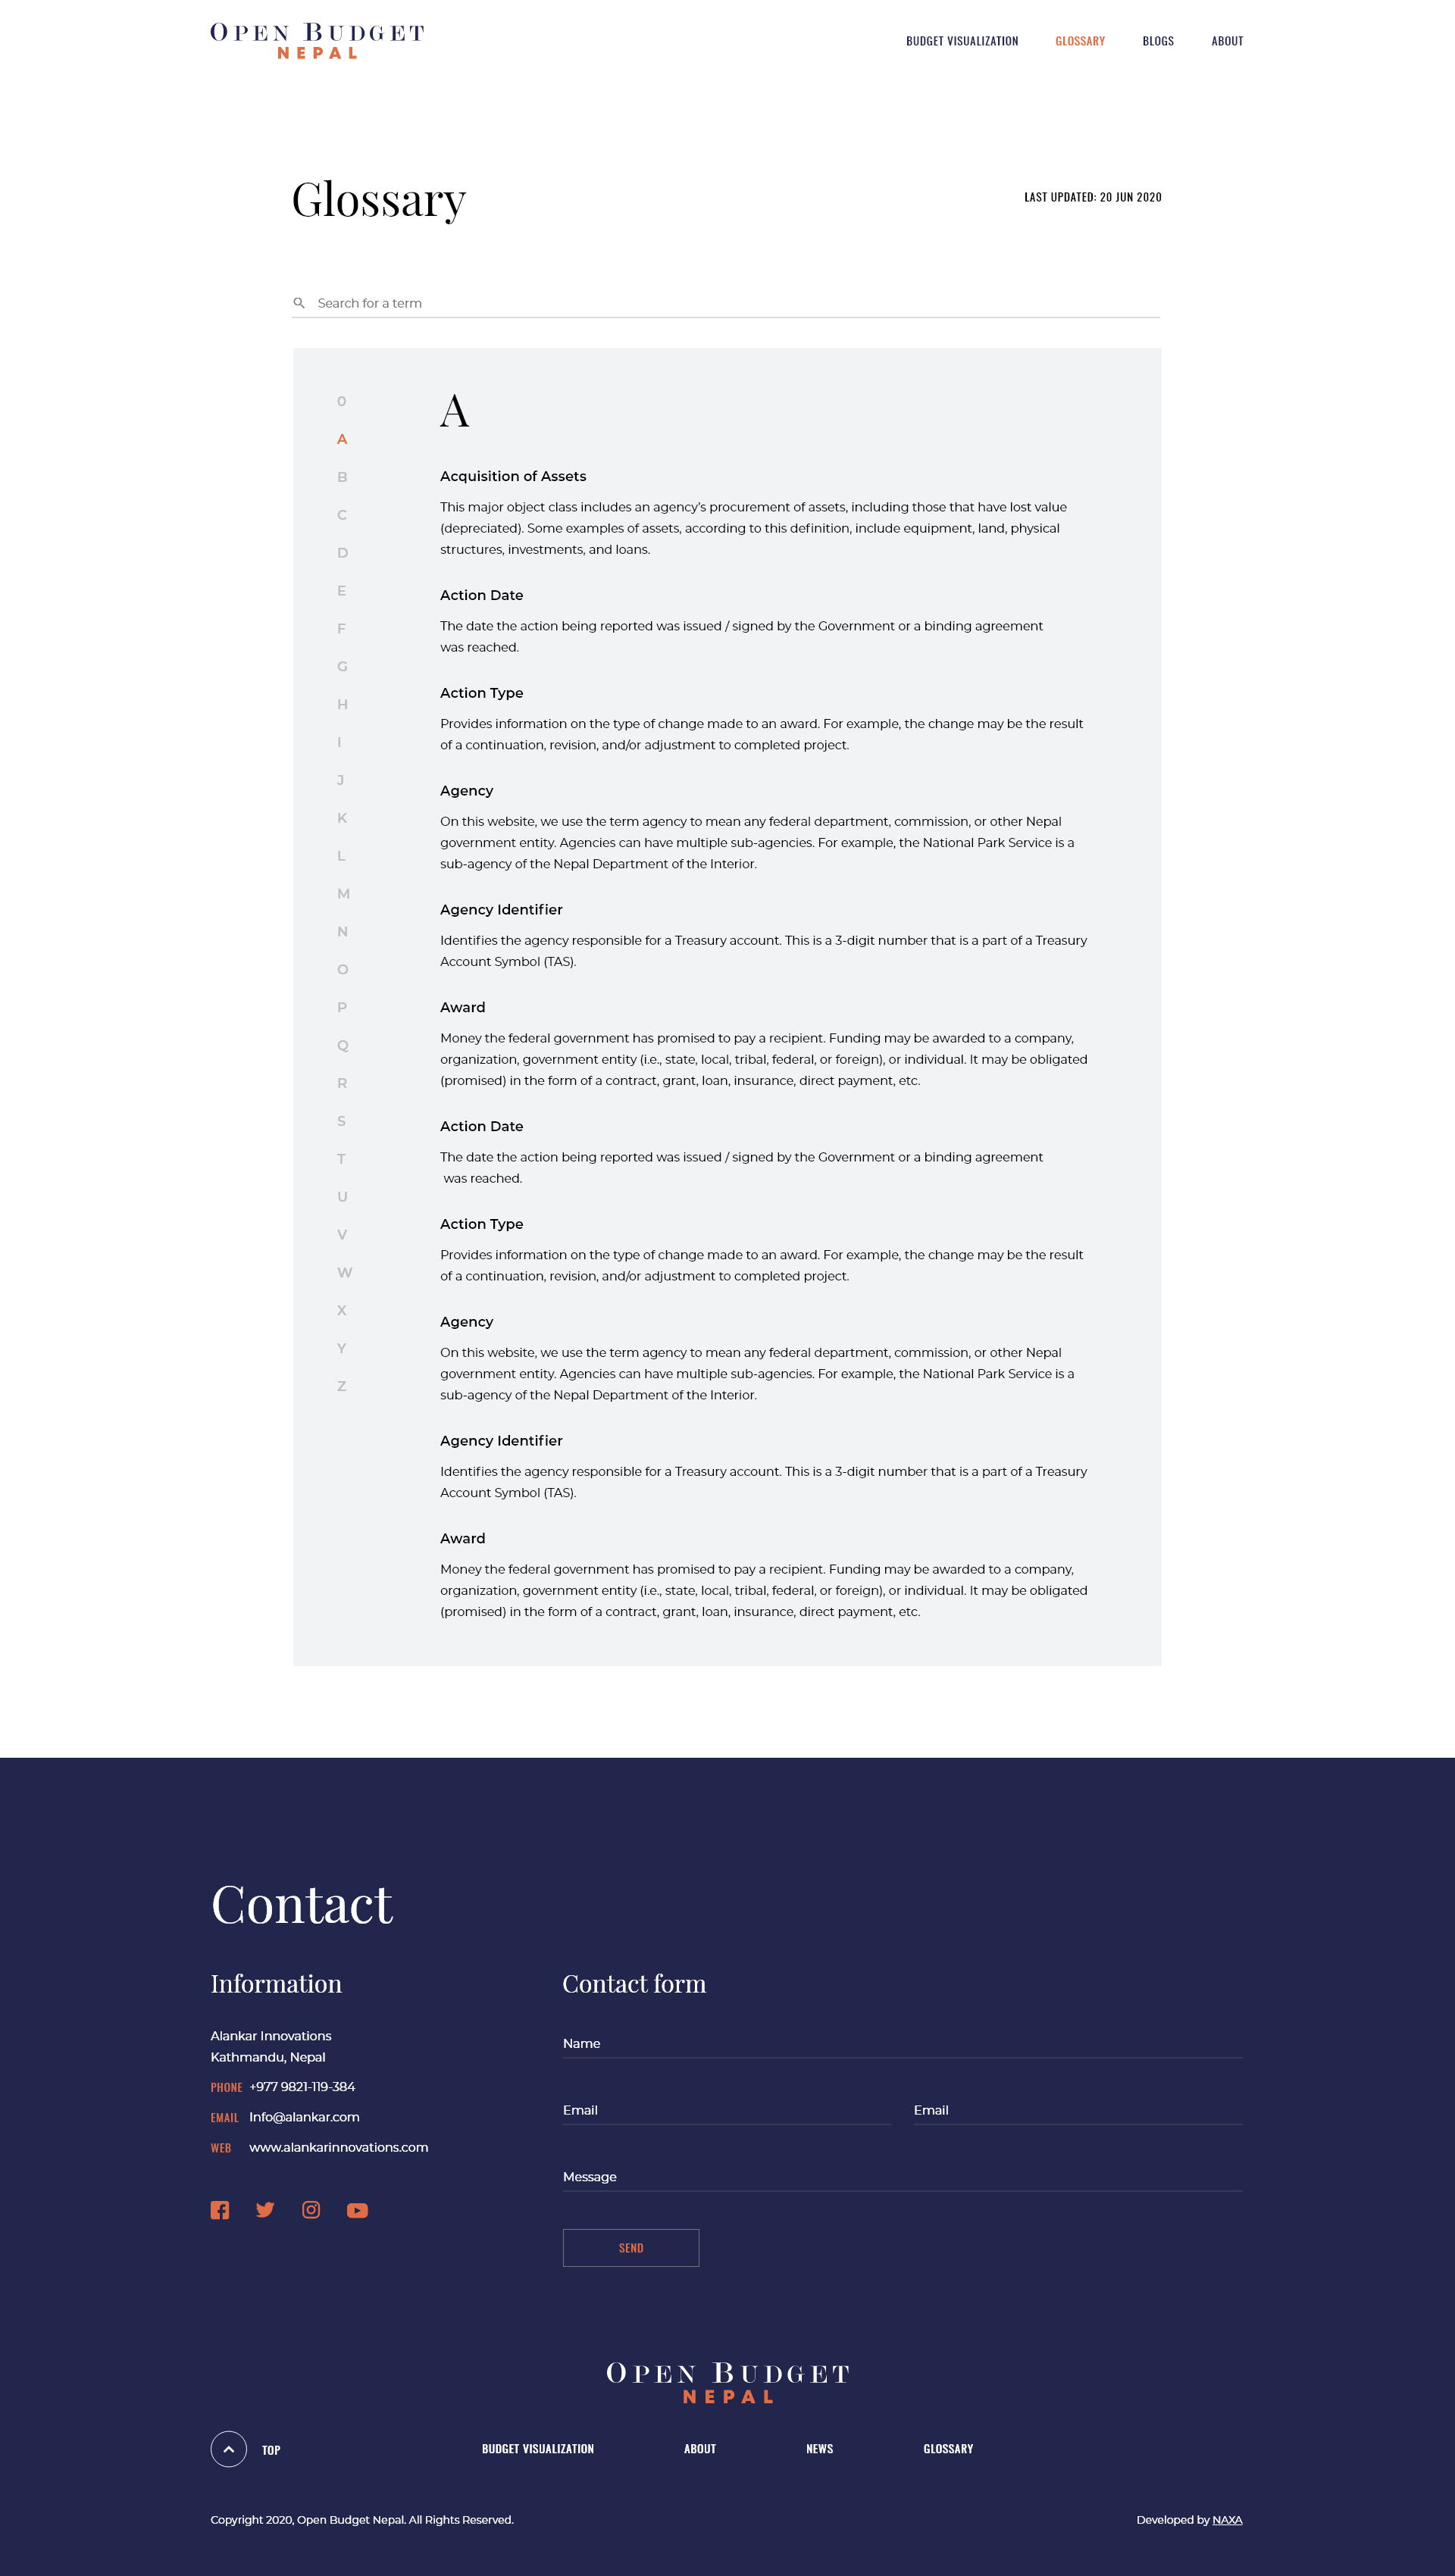 OPEN BUDGET
NEPAL
BUDGET VISUALIZATION GLOSSARY BLOGS ABOUT
Glossary
LAST UPDATED: 20 JUN 2020
Search for a term
0
A
B
C
D
E
F
G
H
I
J
K
L
M
N
O
P
Q
R
S
T
U
V
W
X
Y
Z
A
Acquisition of Assets
This major object class includes an agency’s procurement of assets, including those that have lost value
(depreciated). Some examples of assets, according to this definition, include equipment, land, physical
structures, investments, and loans.
Action Date
The date the action being reported was issued / signed by the Government or a binding agreement
was reached.
Action Type
Provides information on the type of change made to an award. For example, the change may be the result
of a continuation, revision, and/or adjustment to completed project.
Agency
On this website, we use the term agency to mean any federal department, commission, or other Nepal
government entity. Agencies can have multiple sub-agencies. For example, the National Park Service is a
sub-agency of the Nepal Department of the Interior.
Agency Identifier
Identifies the agency responsible for a Treasury account. This is a 3-digit number that is a part of a Treasury
Account Symbol (TAS).
Award
Money the federal government has promised to pay a recipient. Funding may be awarded to a company,
organization, government entity (i.e., state, local, tribal, federal, or foreign), or individual. It may be obligated
(promised) in the form of a contract, grant, loan, insurance, direct payment, etc.
Action Date
The date the action being reported was issued / signed by the Government or a binding agreement
was reached.
Action Type
Provides information on the type of change made to an award. For example, the change may be the result
of a continuation, revision, and/or adjustment to completed project.
Agency
On this website, we use the term agency to mean any federal department, commission, or other Nepal
government entity. Agencies can have multiple sub-agencies. For example, the National Park Service is a
sub-agency of the Nepal Department of the Interior.
Agency Identifier
Identifies the agency responsible for a Treasury account. This is a 3-digit number that is a part of a Treasury
Account Symbol (TAS).
Award
Money the federal government has promised to pay a recipient. Funding may be awarded to a company,
organization, government entity (i.e., state, local, tribal, federal, or foreign), or individual. It may be obligated
(promised) in the form of a contract, grant, loan, insurance, direct payment, etc.
Contact
Information
Alankar Innovations
Kathmandu, Nepal
PHONE +977 9821-119-384
EMAIL Info@alankar.com
WEB www.alankarinnovations.com
Contact form
Name
Email Email
Message
SEND
OPEN BUDGET
NEPAL
TOP BUDGET VISUALIZATION ABOUT NEWS GLOSSARY
Copyright 2020, Open Budget Nepal. All Rights Reserved. Developed by NAXA